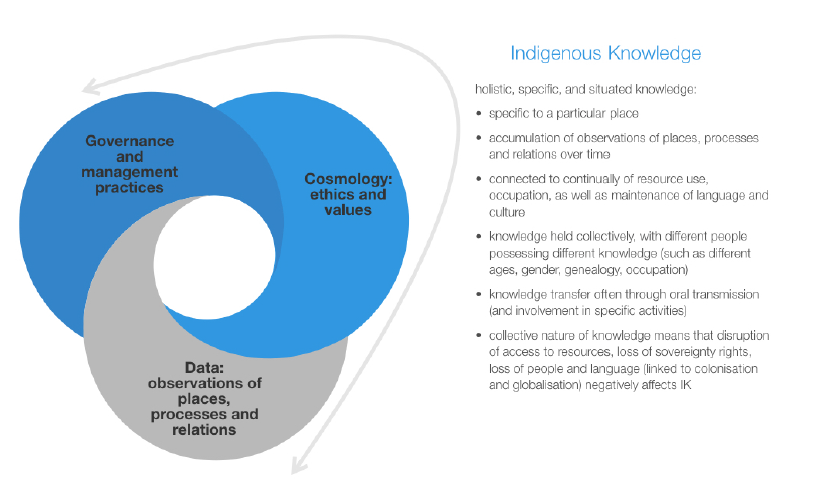 Governance
and
management
practices
Cosmology:
ethics and
values
Data:
observations of
places,
processes and
relations
Indigenous Knowledge
holistic, specific, and situated knowledge:
• specific to a particular place
• accumulation of observations of places, processes
and relations over time
• connected to continually of resource use,
occupation, as well as maintenance of language and
culture
• knowledge held collectively, with different people
possessing different knowledge (such as different
ages, gender, genealogy, occupation)
• knowledge transfer often through oral transmission
(and involvement in specific activities)
• collective nature of knowledge means that disruption
of access to resources, loss of sovereignty rights,
loss of people and language (linked to colonisation
and globalisation) negatively affects IK